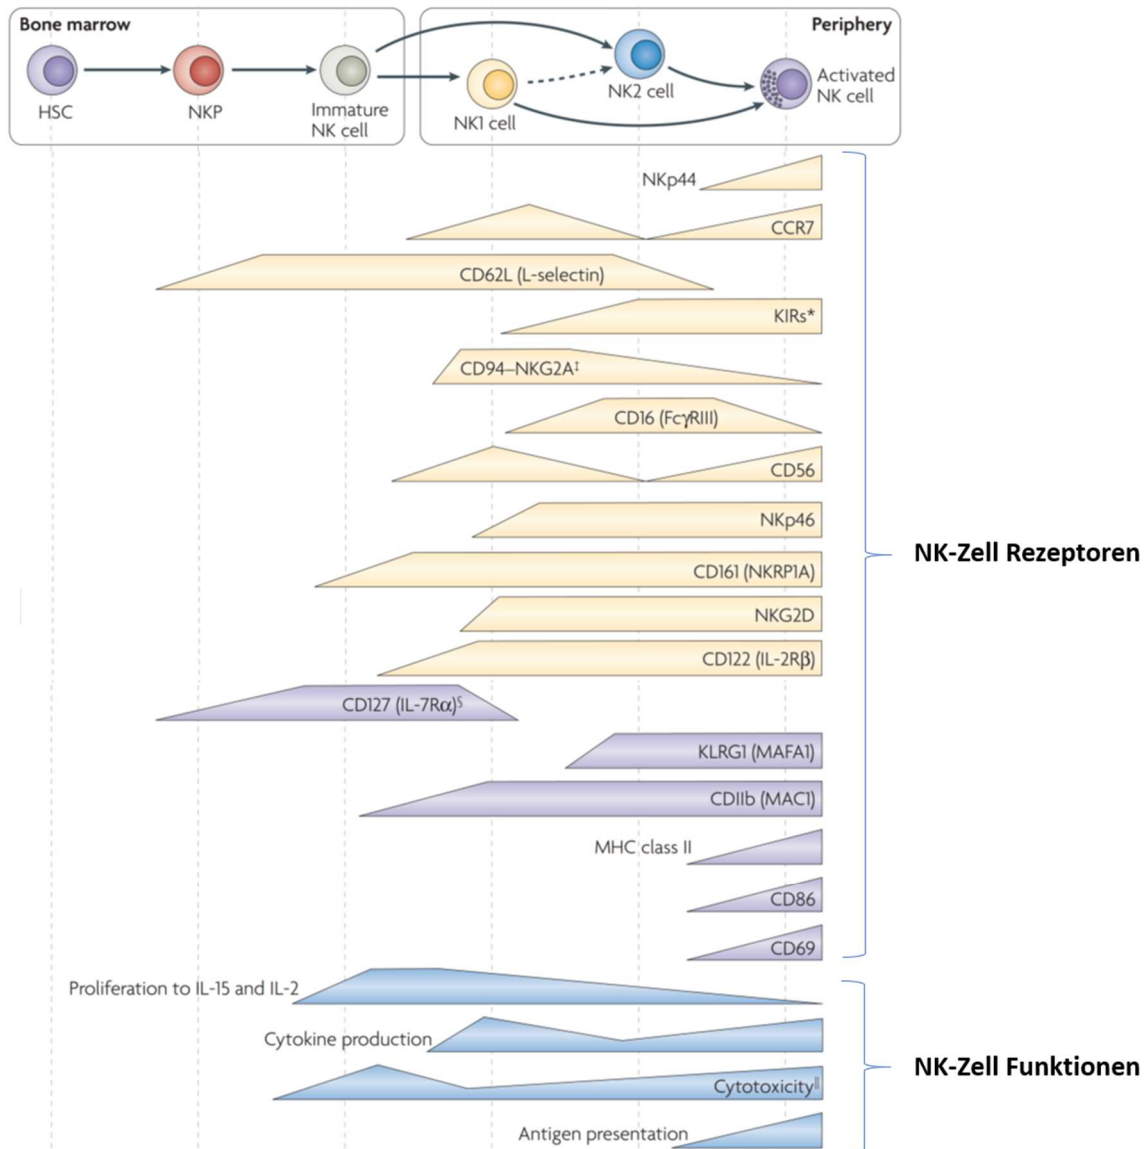 Bone marrow
Periphery
HSC
NKP
Immature
NK cell
NK1 cell
NK2 cell
Activated
NK cell
NKp44
CCR7
CD62L (L-selectin)
KIRs*
CD94–NKG2A‡
CD16 (FcγRIII)
CD56
NKp46
CD161 (NKRP1A)
NKG2D
CD122 (IL-2Rβ)
CD127 (IL-7Rα)§
KLRG1 (MAFA1)
CDIIb (MAC1)
MHC class II
CD86
CD69
NK-Zell Rezeptoren
Proliferation to IL-15 and IL-2
Cytokine production
Cytotoxicity||
Antigen presentation
NK-Zell Funktionen